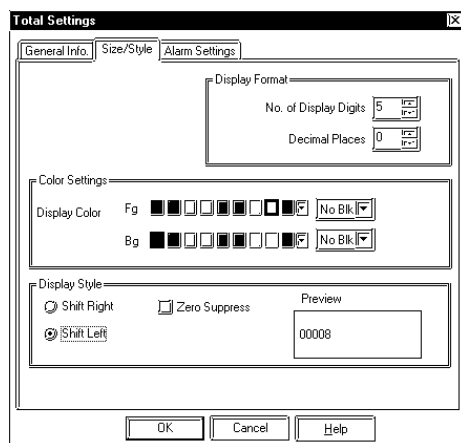 Total Settings
General Info. Size/Style Alarm Settings
Display Format
No. of Display Digits 5
Decimal Places 0
Color Settings
Display Color Fg No Blk
Bg No Blk
Display Style
Shift Right Zero Suppress Preview
Shift Left 00008
OK Cancel Help